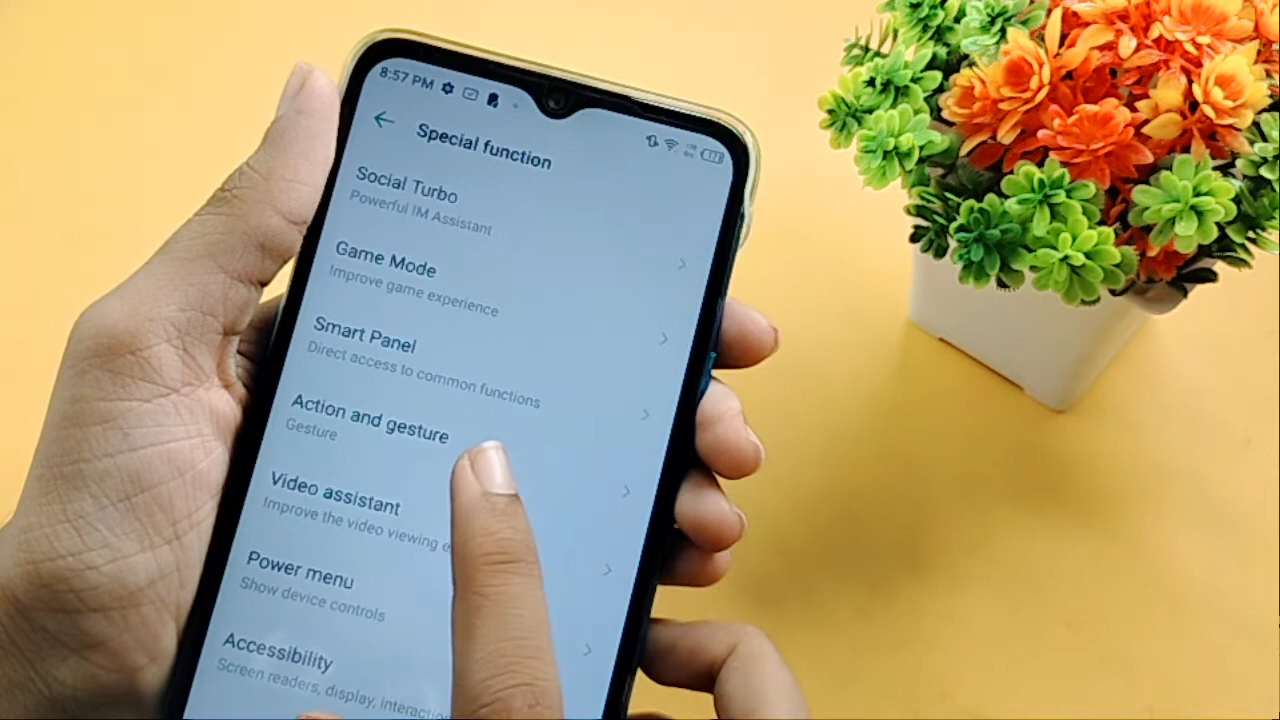 8:57 PM
Special function
Social Turbo
Powerful IM Assistant
Game Mode
Improve game experience
Smart Panel
Direct access to common functions
Action and gesture
Gesture
Video assistant
Improve the video viewing
Power menu
Show device controls
Accessibility
Screen readers, display,